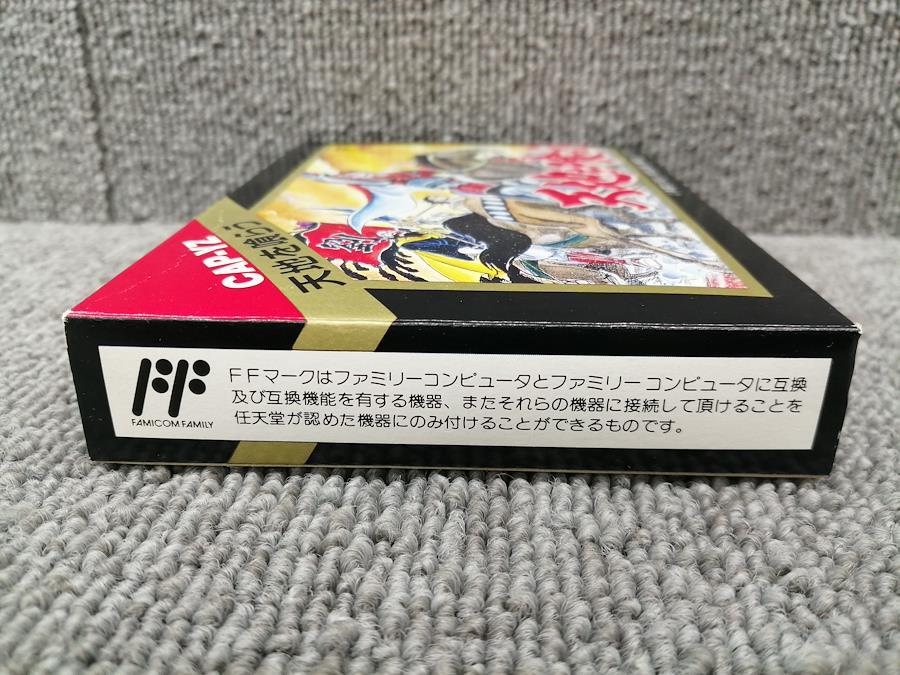 CAP-XZ
天地を喰らう
劉
FF
FAMICOM FAMILY
FFマークはファミリーコンピュータとファミリーコンピュータに互換
及び互換機能を有する機器、またそれらの機器に接続して頂けることを
任天堂が認めた機器にのみ付けることができるものです。